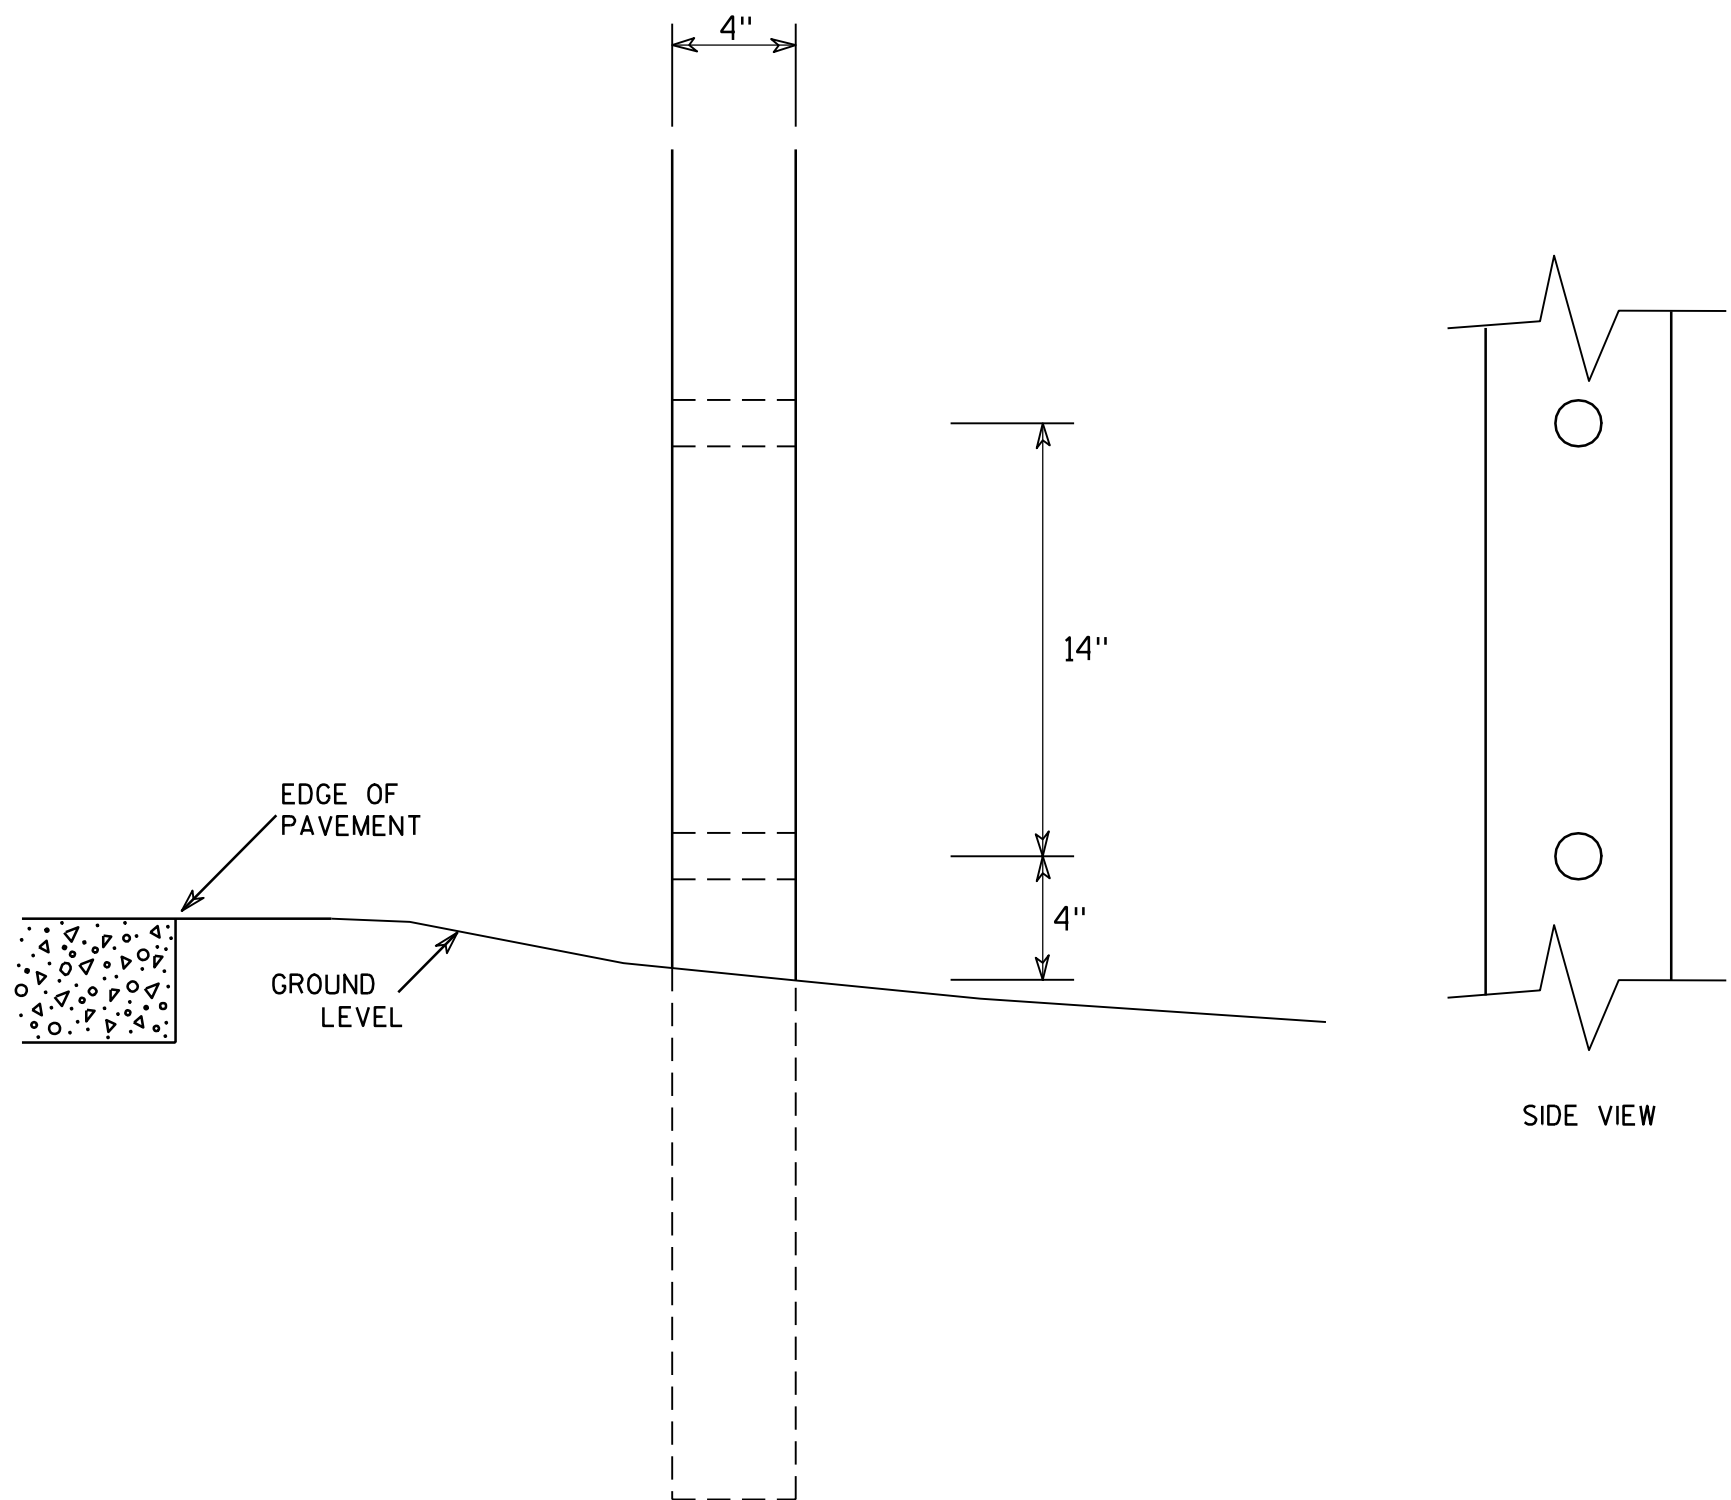 4"
14"
EDGE OF
PAVEMENT
4"
GROUND
LEVEL
SIDE VIEW